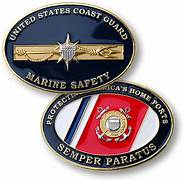 UNITED STATES COAST GUARD
MARINE SAFETY
PROTECTING AMERICA'S HOME PORTS
SEMPER PARATUS